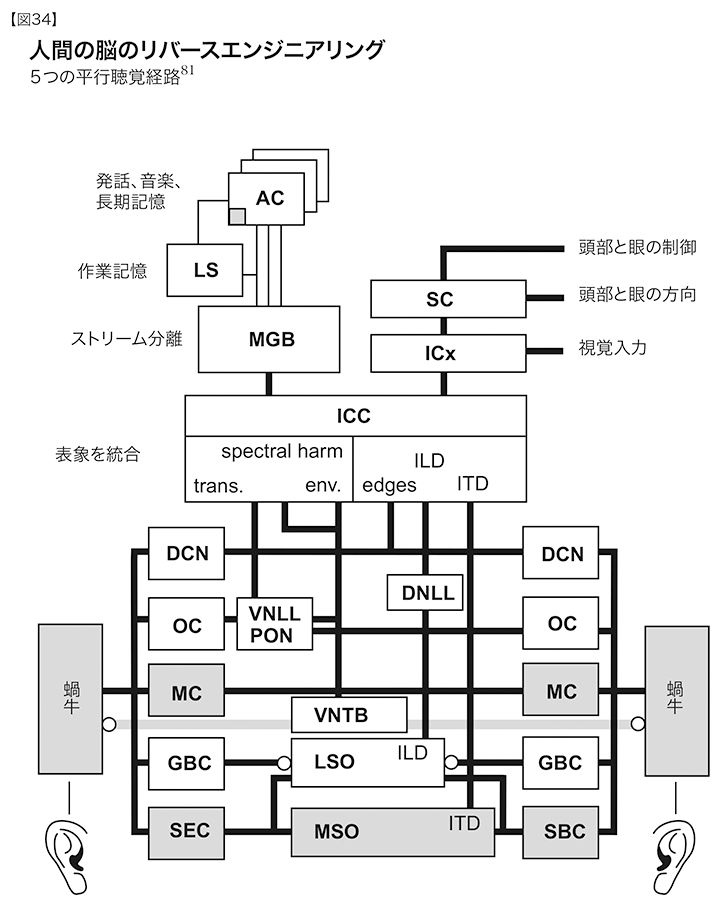 【図34】
人間の脳のリバースエンジニアリング
5つの平行聴覚経路81
発話、音楽、
長期記憶
AC
作業記憶
LS
頭部と眼の制御
SC
頭部と眼の方向
ストリーム分離
MGB
ICx
視覚入力
ICC
表象を統合
spectral harm
trans.
env.
ILD
edges
ITD
DCN
DCN
DNLL
OC
VNLL
PON
OC
蝸牛
MC
MC
蝸牛
VNTB
GBC
LSO
ILD
GBC
SEC
MSO
ITD
SBC